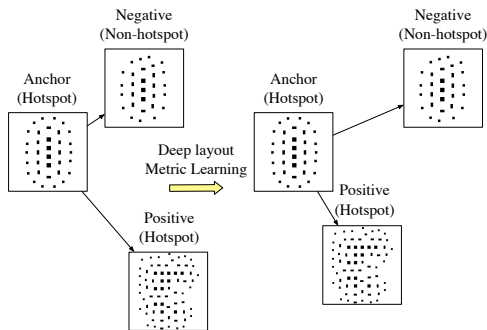 Negative
(Non-hotspot)
Anchor
(Hotspot)
Positive
(Hotspot)
Deep layout
Metric Learning
Negative
(Non-hotspot)
Anchor
(Hotspot)
Positive
(Hotspot)